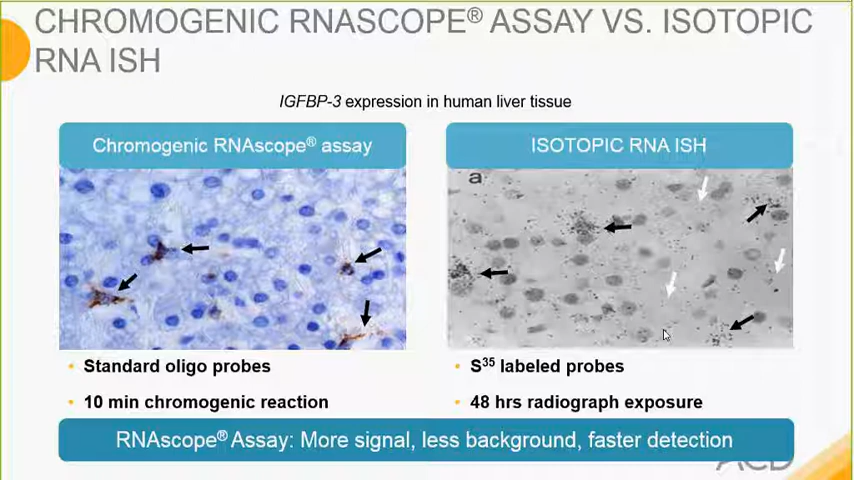 CHROMOGENIC RNASCOPE® ASSAY VS. ISOTOPIC
RNA ISH
IGFBP-3 expression in human liver tissue
Chromogenic RNAscope® assay
ISOTOPIC RNA ISH
a
• Standard oligo probes
• 10 min chromogenic reaction
• S³⁵ labeled probes
• 48 hrs radiograph exposure
RNAscope® Assay: More signal, less background, faster detection
ACD